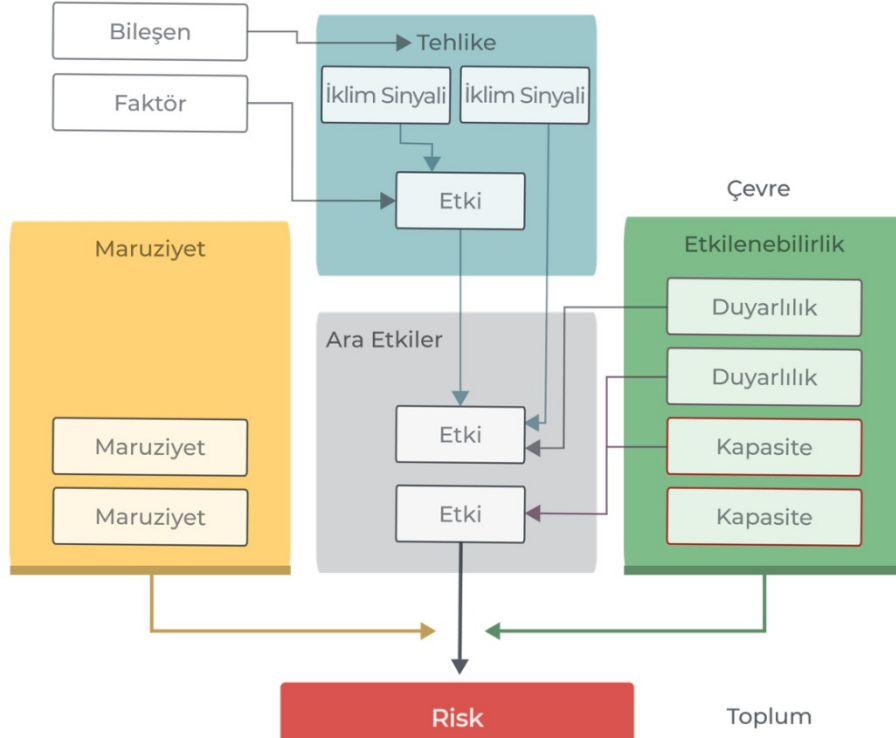 Bileşen
Faktör
Tehlike
İklim Sinyali
İklim Sinyali
Etki
Çevre
Maruziyet
Maruziyet
Maruziyet
Ara Etkiler
Etki
Etki
Etkilenebilirlik
Duyarlılık
Duyarlılık
Kapasite
Kapasite
Risk
Toplum